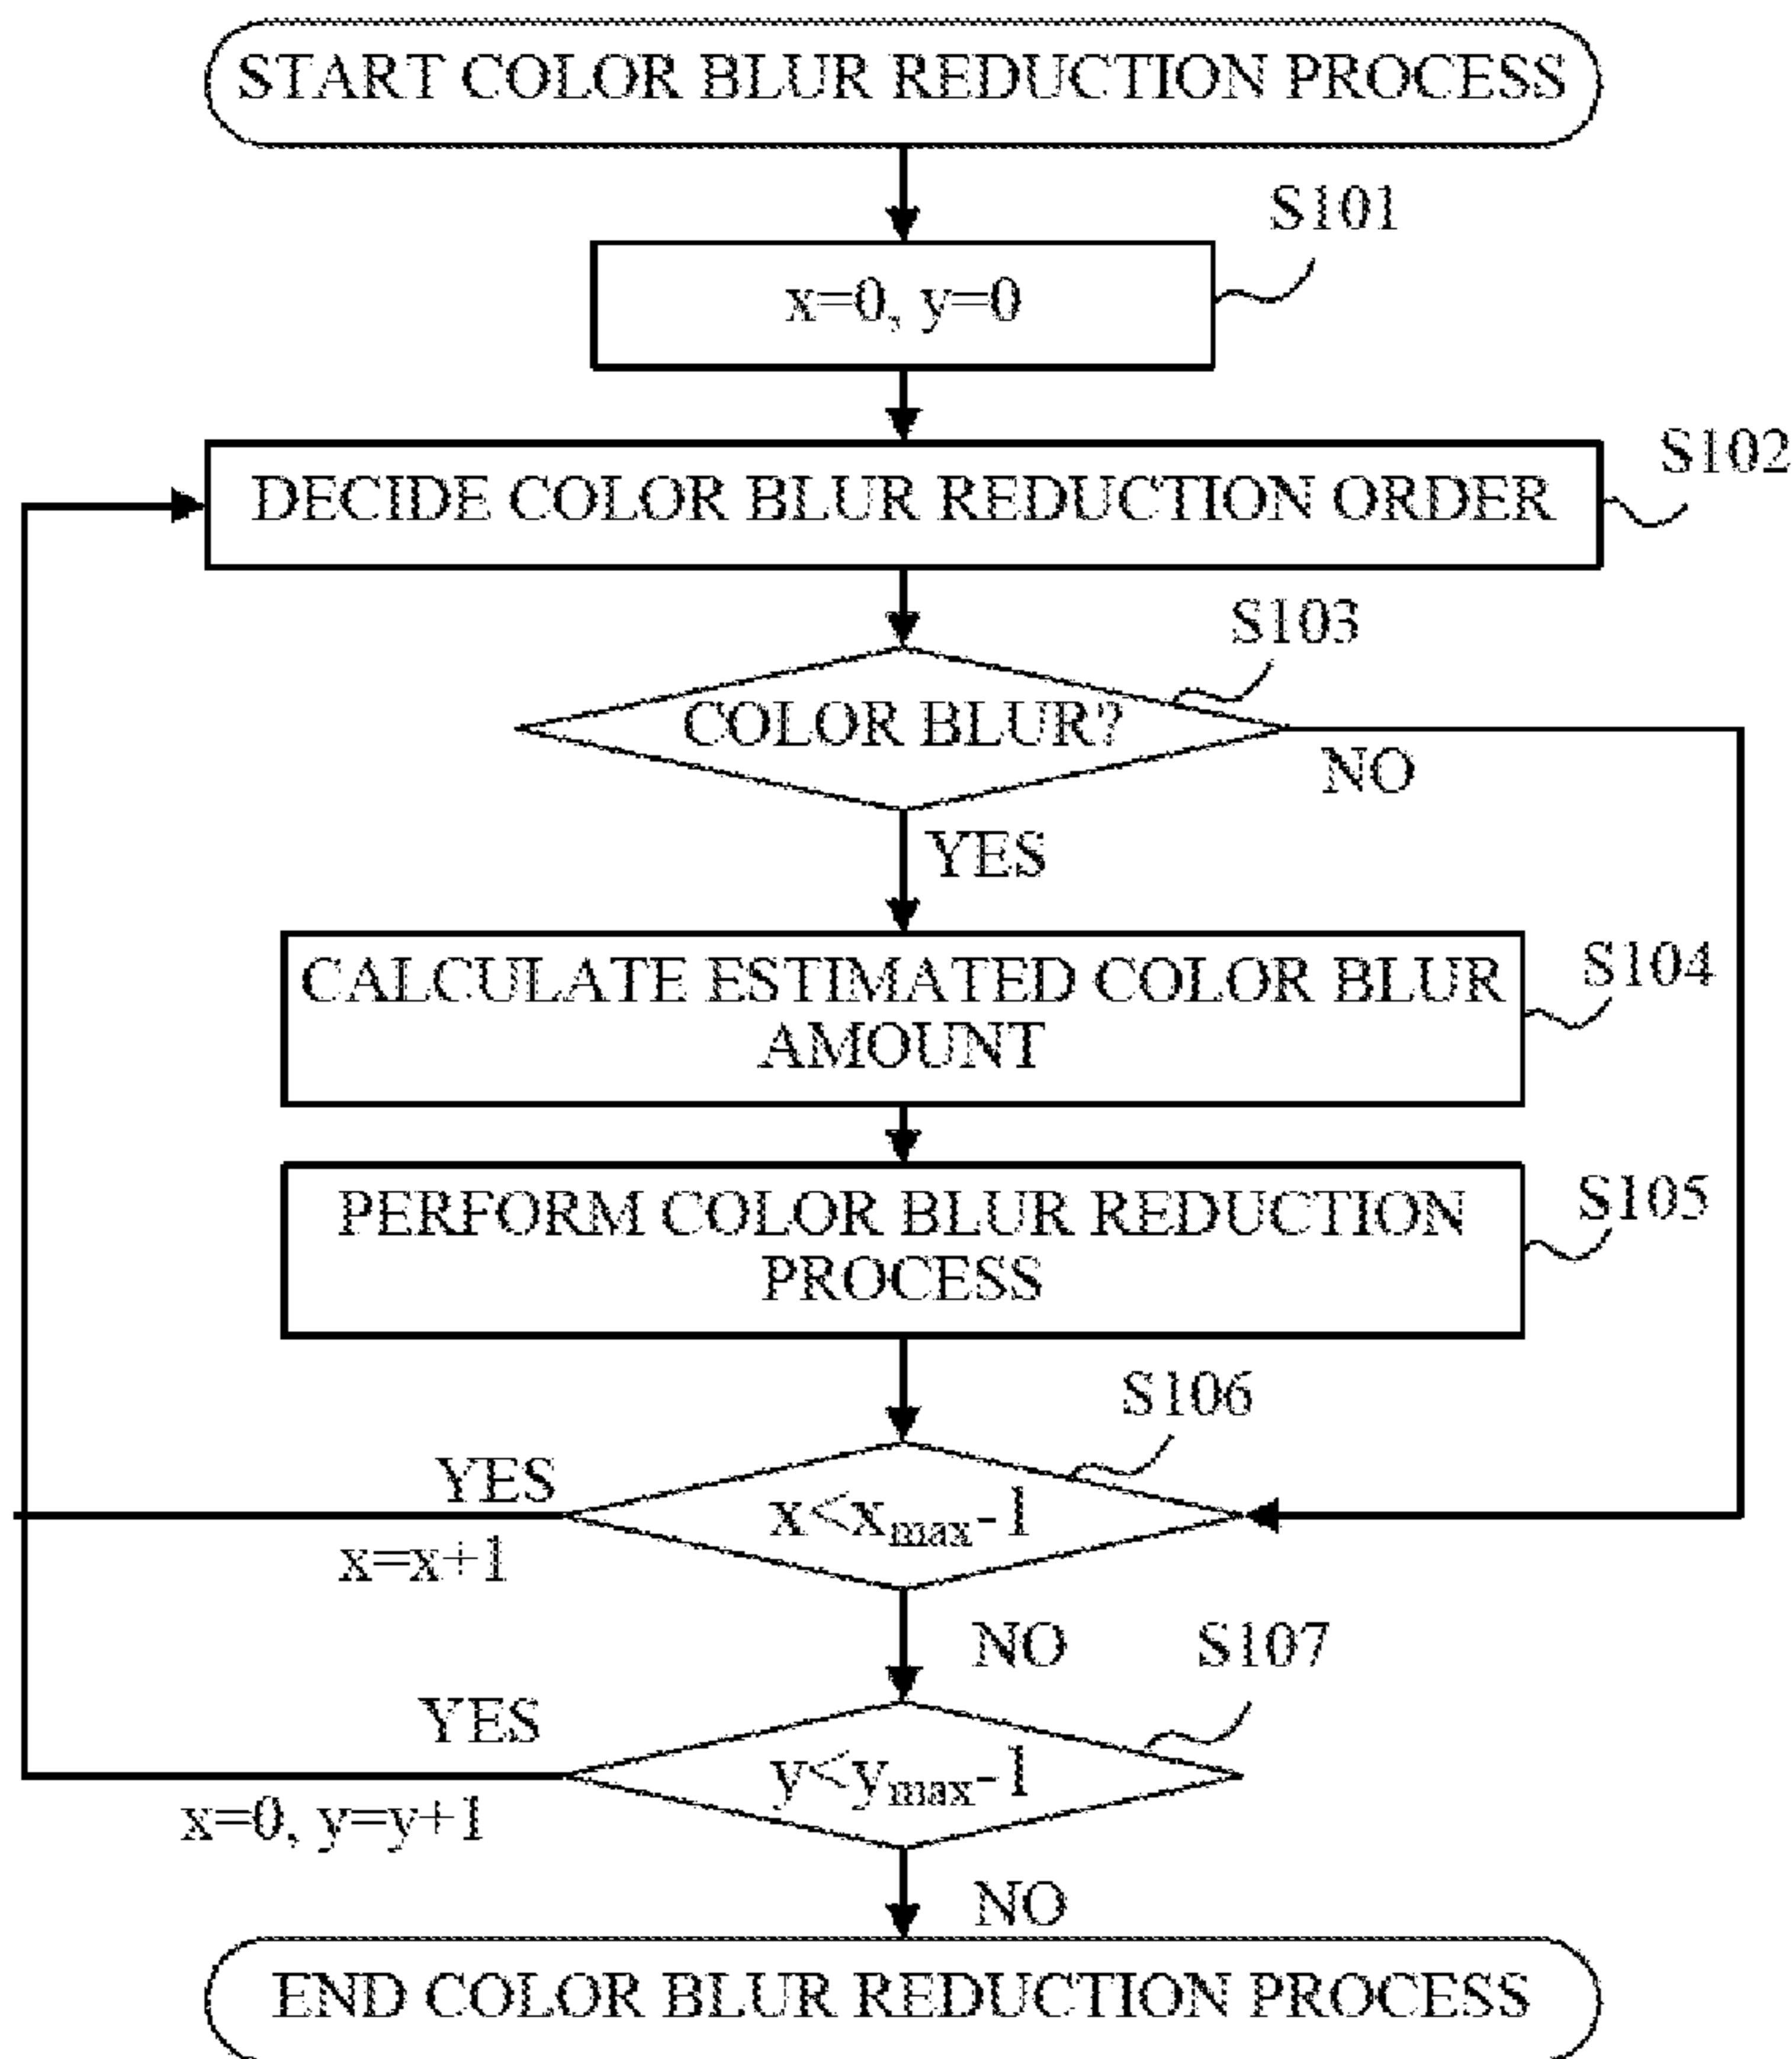 START COLOR BLUR REDUCTION PROCESS
S101
x=0, y=0
S102
DECIDE COLOR BLUR REDUCTION ORDER
S103
COLOR BLUR?
NO
YES
S104
CALCULATE ESTIMATED COLOR BLUR
AMOUNT
S105
PERFORM COLOR BLUR REDUCTION
PROCESS
S106
YES
x<xmax-1
x=x+1
NO
S107
YES
y<ymax-1
x=0, y=y+1
NO
END COLOR BLUR REDUCTION PROCESS